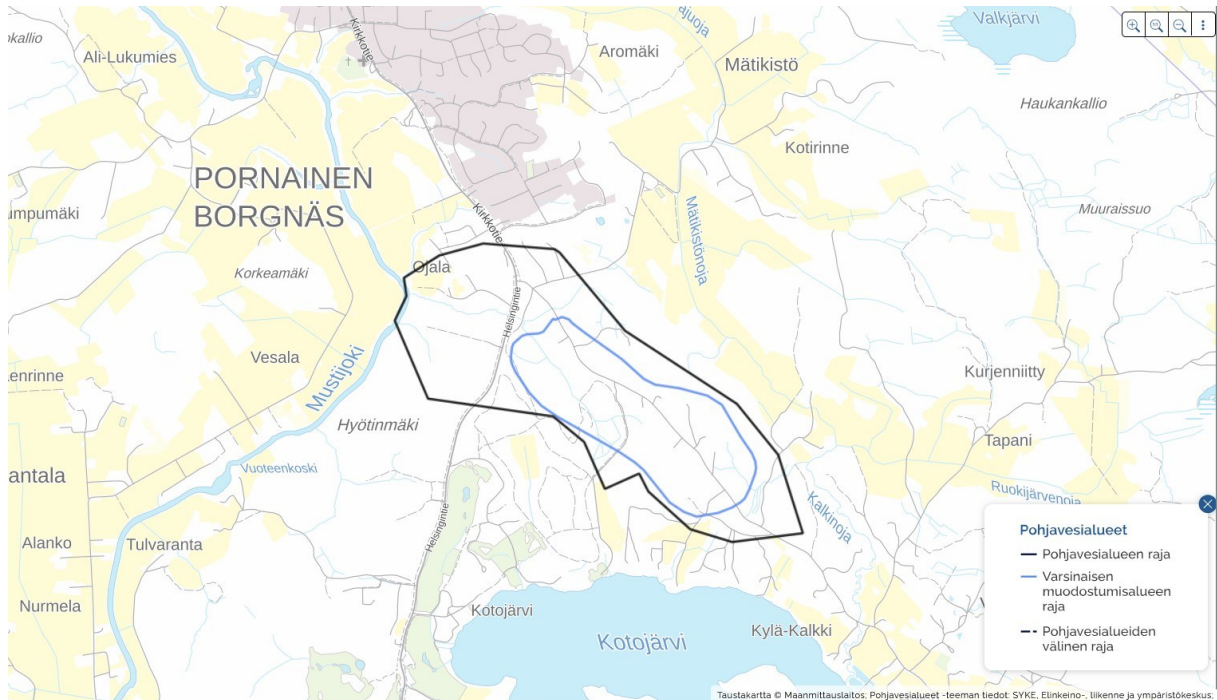 Kirkkotie
ajuoja
Valkjärvi
okallio
Ali-Lukumies
Aromäki
Mätikistö
Haukankallio
Kotirinne
PORNAINEN
BORGNÄS
umpumäki
Kirkkotie
Mätikistönoja
Muuraissuo
Korkeamäki
Ojala
Helsingintie
Vesala
enrinne
Mustijoki
Kurjenniitty
Hyötinmäki
Tapani
antala
Vuoteenkoski
Ruokijärvenoja
Kalkinoja
Helsingintie
Alanko
Tulvaranta
Nurmela
Kotojärvi
Kotojärvi
Kylä-Kalkki
Pohjavesialueet
Pohjavesialueen raja
Varsinaisen
muodostumisalueen
raja
Pohjavesialueiden
välinen raja
Taustakartta © Maanmittauslaitos; Pohjavesialueet -teeman tiedot: SYKE, Elinkeino-, liikenne ja ympäristökeskus;